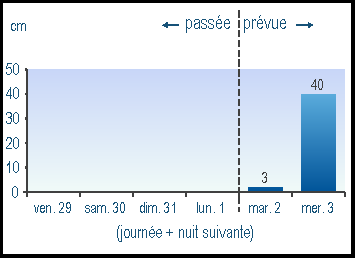 ← passée prévue →
cm
50
40
30
20
10
0
40
3
ven. 29 sam. 30 dim. 31 lun. 1 mar. 2 mer. 3
(journée + nuit suivante)